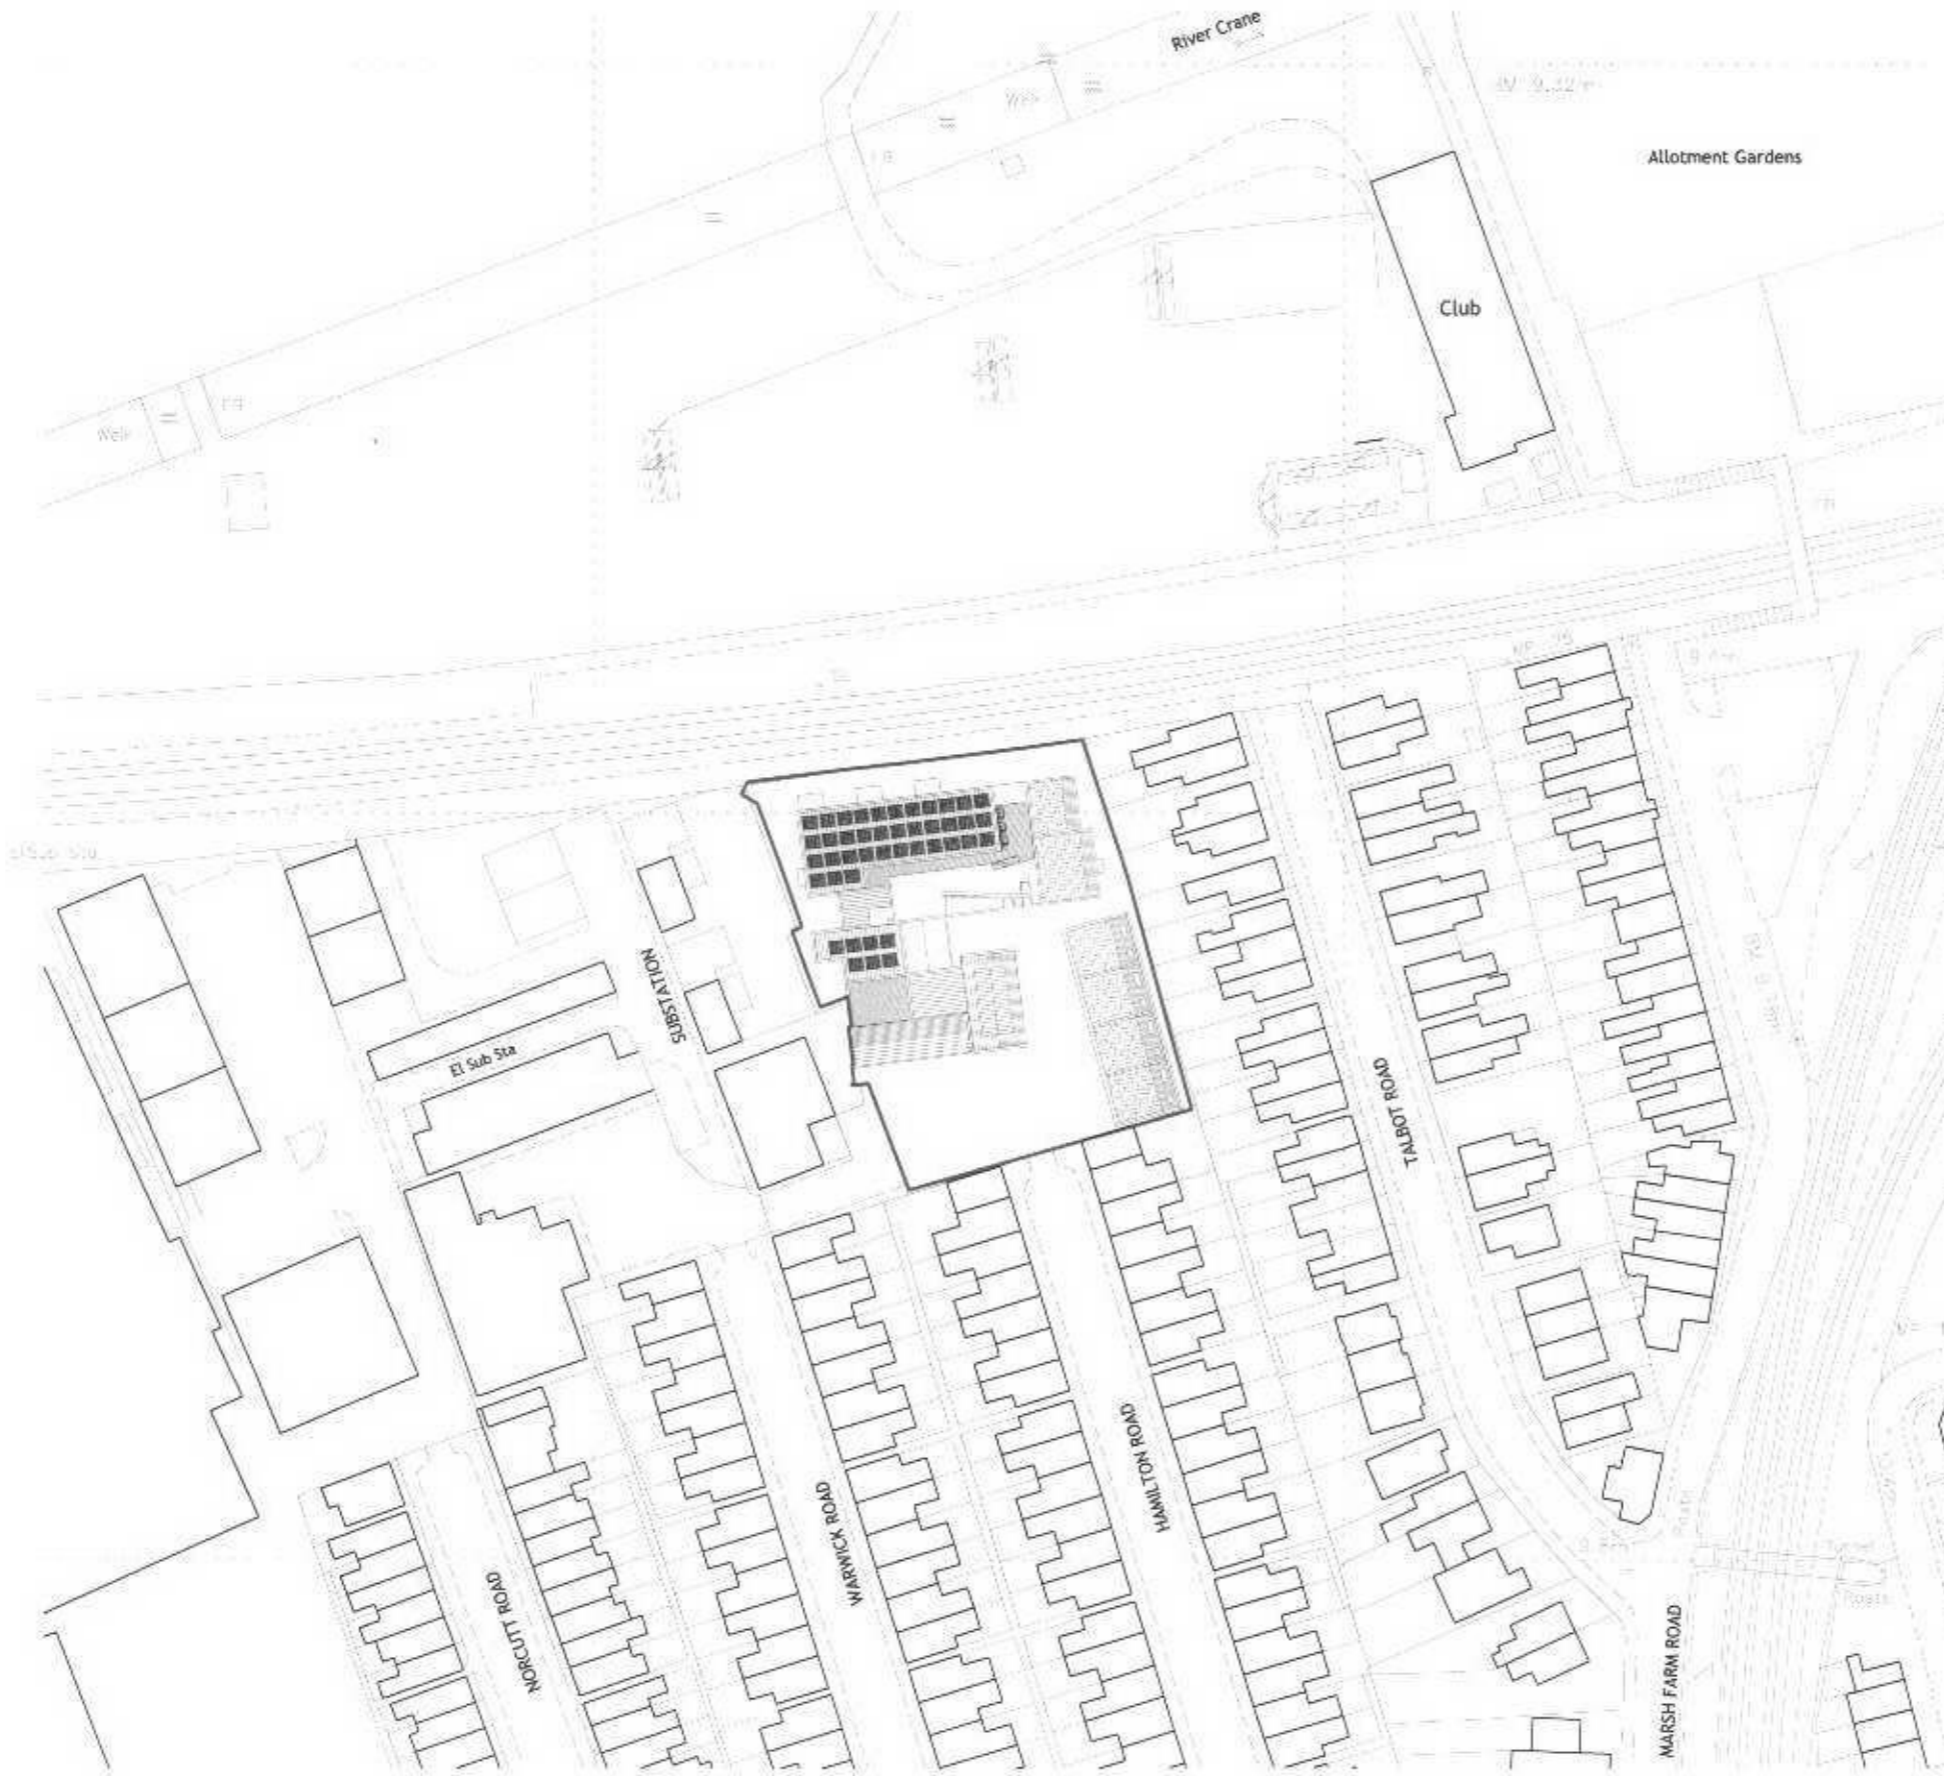 River Crane
Allotment Gardens
Club
FB
SUBSTATION
El Sub Sta
TALBOT ROAD
HAMILTON ROAD
WARWICK ROAD
NORCUTT ROAD
MARSH FARM ROAD